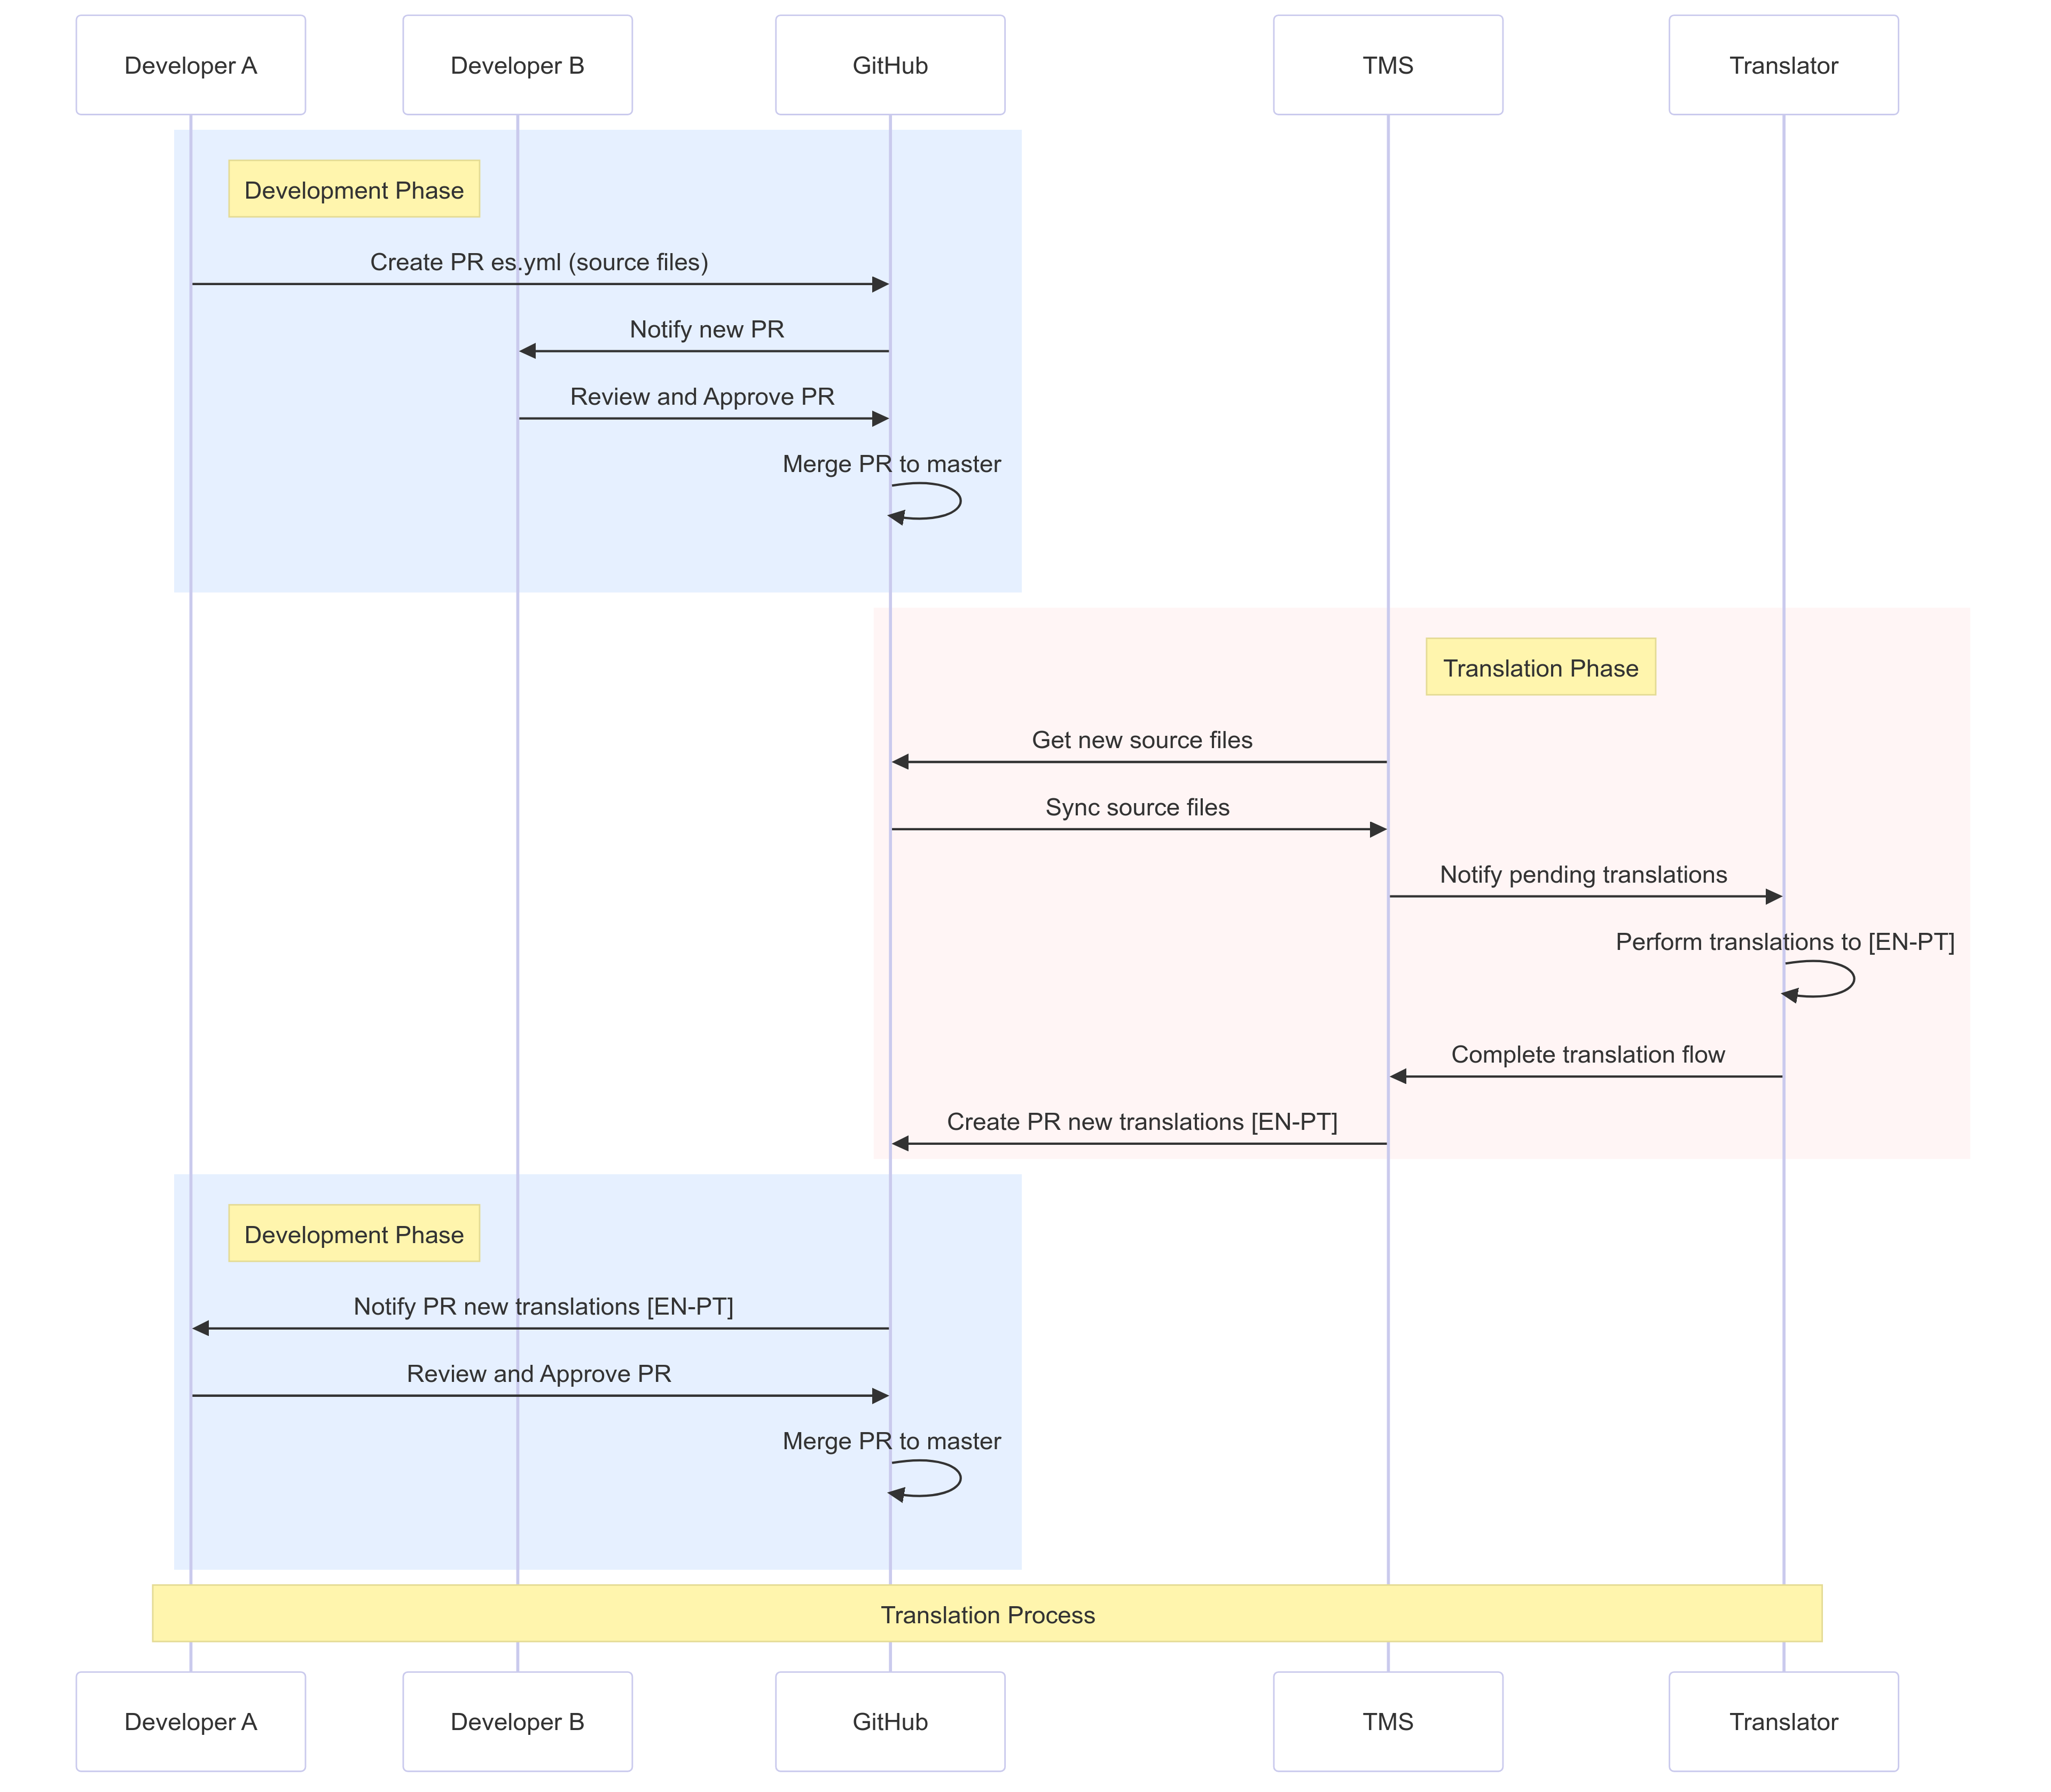 Developer A
Developer B
GitHub
TMS
Translator
Development Phase
Create PR es.yml (source files)
Notify new PR
Review and Approve PR
Merge PR to master
Translation Phase
Get new source files
Sync source files
Notify pending translations
Perform translations to [EN-PT]
Complete translation flow
Create PR new translations [EN-PT]
Development Phase
Notify PR new translations [EN-PT]
Review and Approve PR
Merge PR to master
Translation Process
Developer A
Developer B
GitHub
TMS
Translator